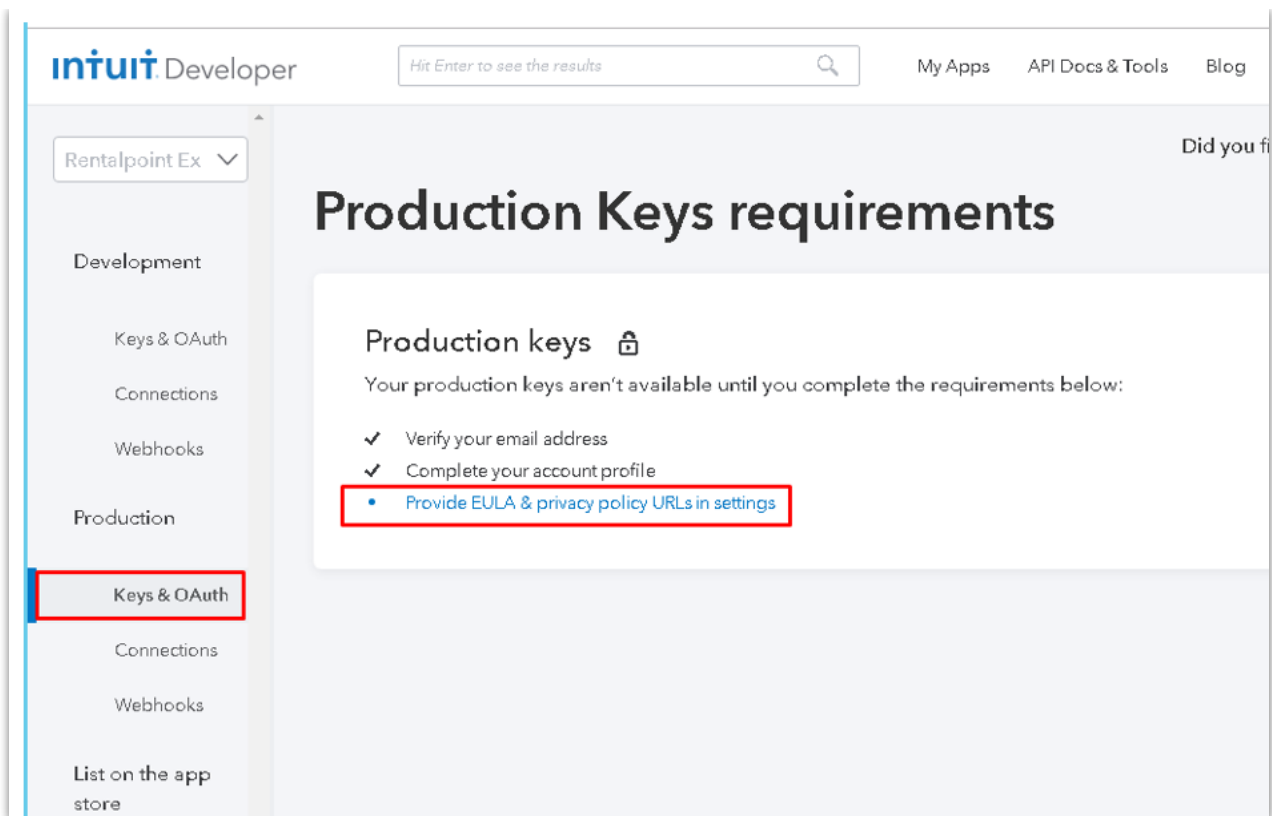 ıntuıt Developer
Hit Enter to see the results
My Apps
API Docs & Tools
Blog
Rentalpoint Ex
Did you fi
Production Keys requirements
Development
Keys & OAuth
Connections
Webhooks
Production keys
Your production keys aren't available until you complete the requirements below:
Verify your email address
Complete your account profile
Provide EULA & privacy policy URLs in settings
Production
Keys & OAuth
Connections
Webhooks
List on the app
store